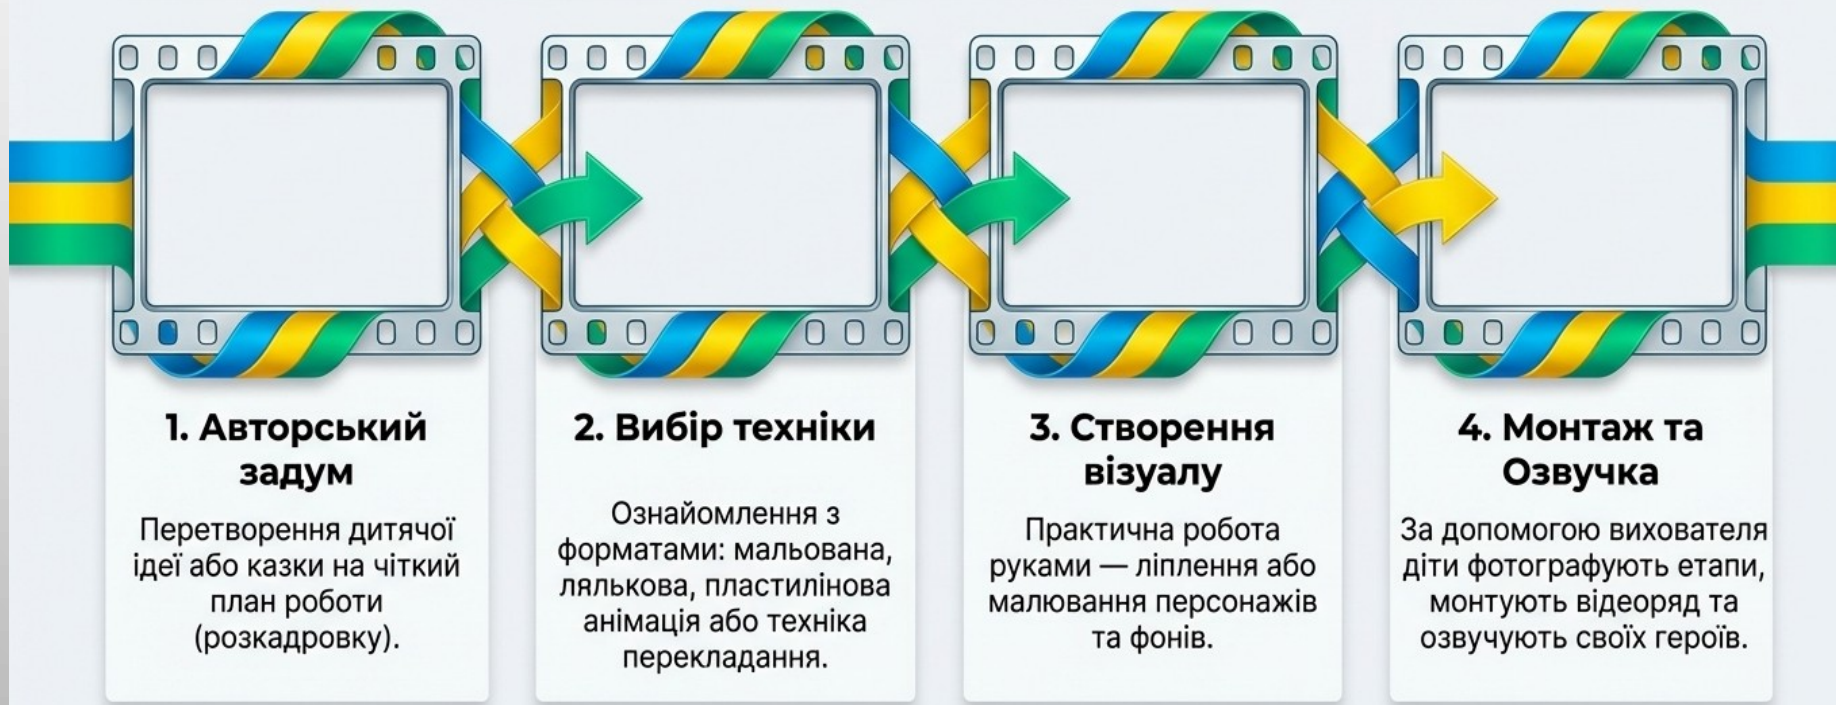 1. Авторський
задум
Перетворення дитячої
ідеї або казки на чіткий
план роботи
(розкадровку).
2. Вибір техніки
Ознайомлення з
форматами: мальована,
лялькова, пластилінова
анімація або техніка
перекладання.
3. Створення
візуалу
Практична робота
руками — ліплення або
малювання персонажів
та фонів.
4. Монтаж та
Озвучка
За допомогою вихователя
діти фотографують етапи,
монтують відеоряд та
озвучують своїх героїв.